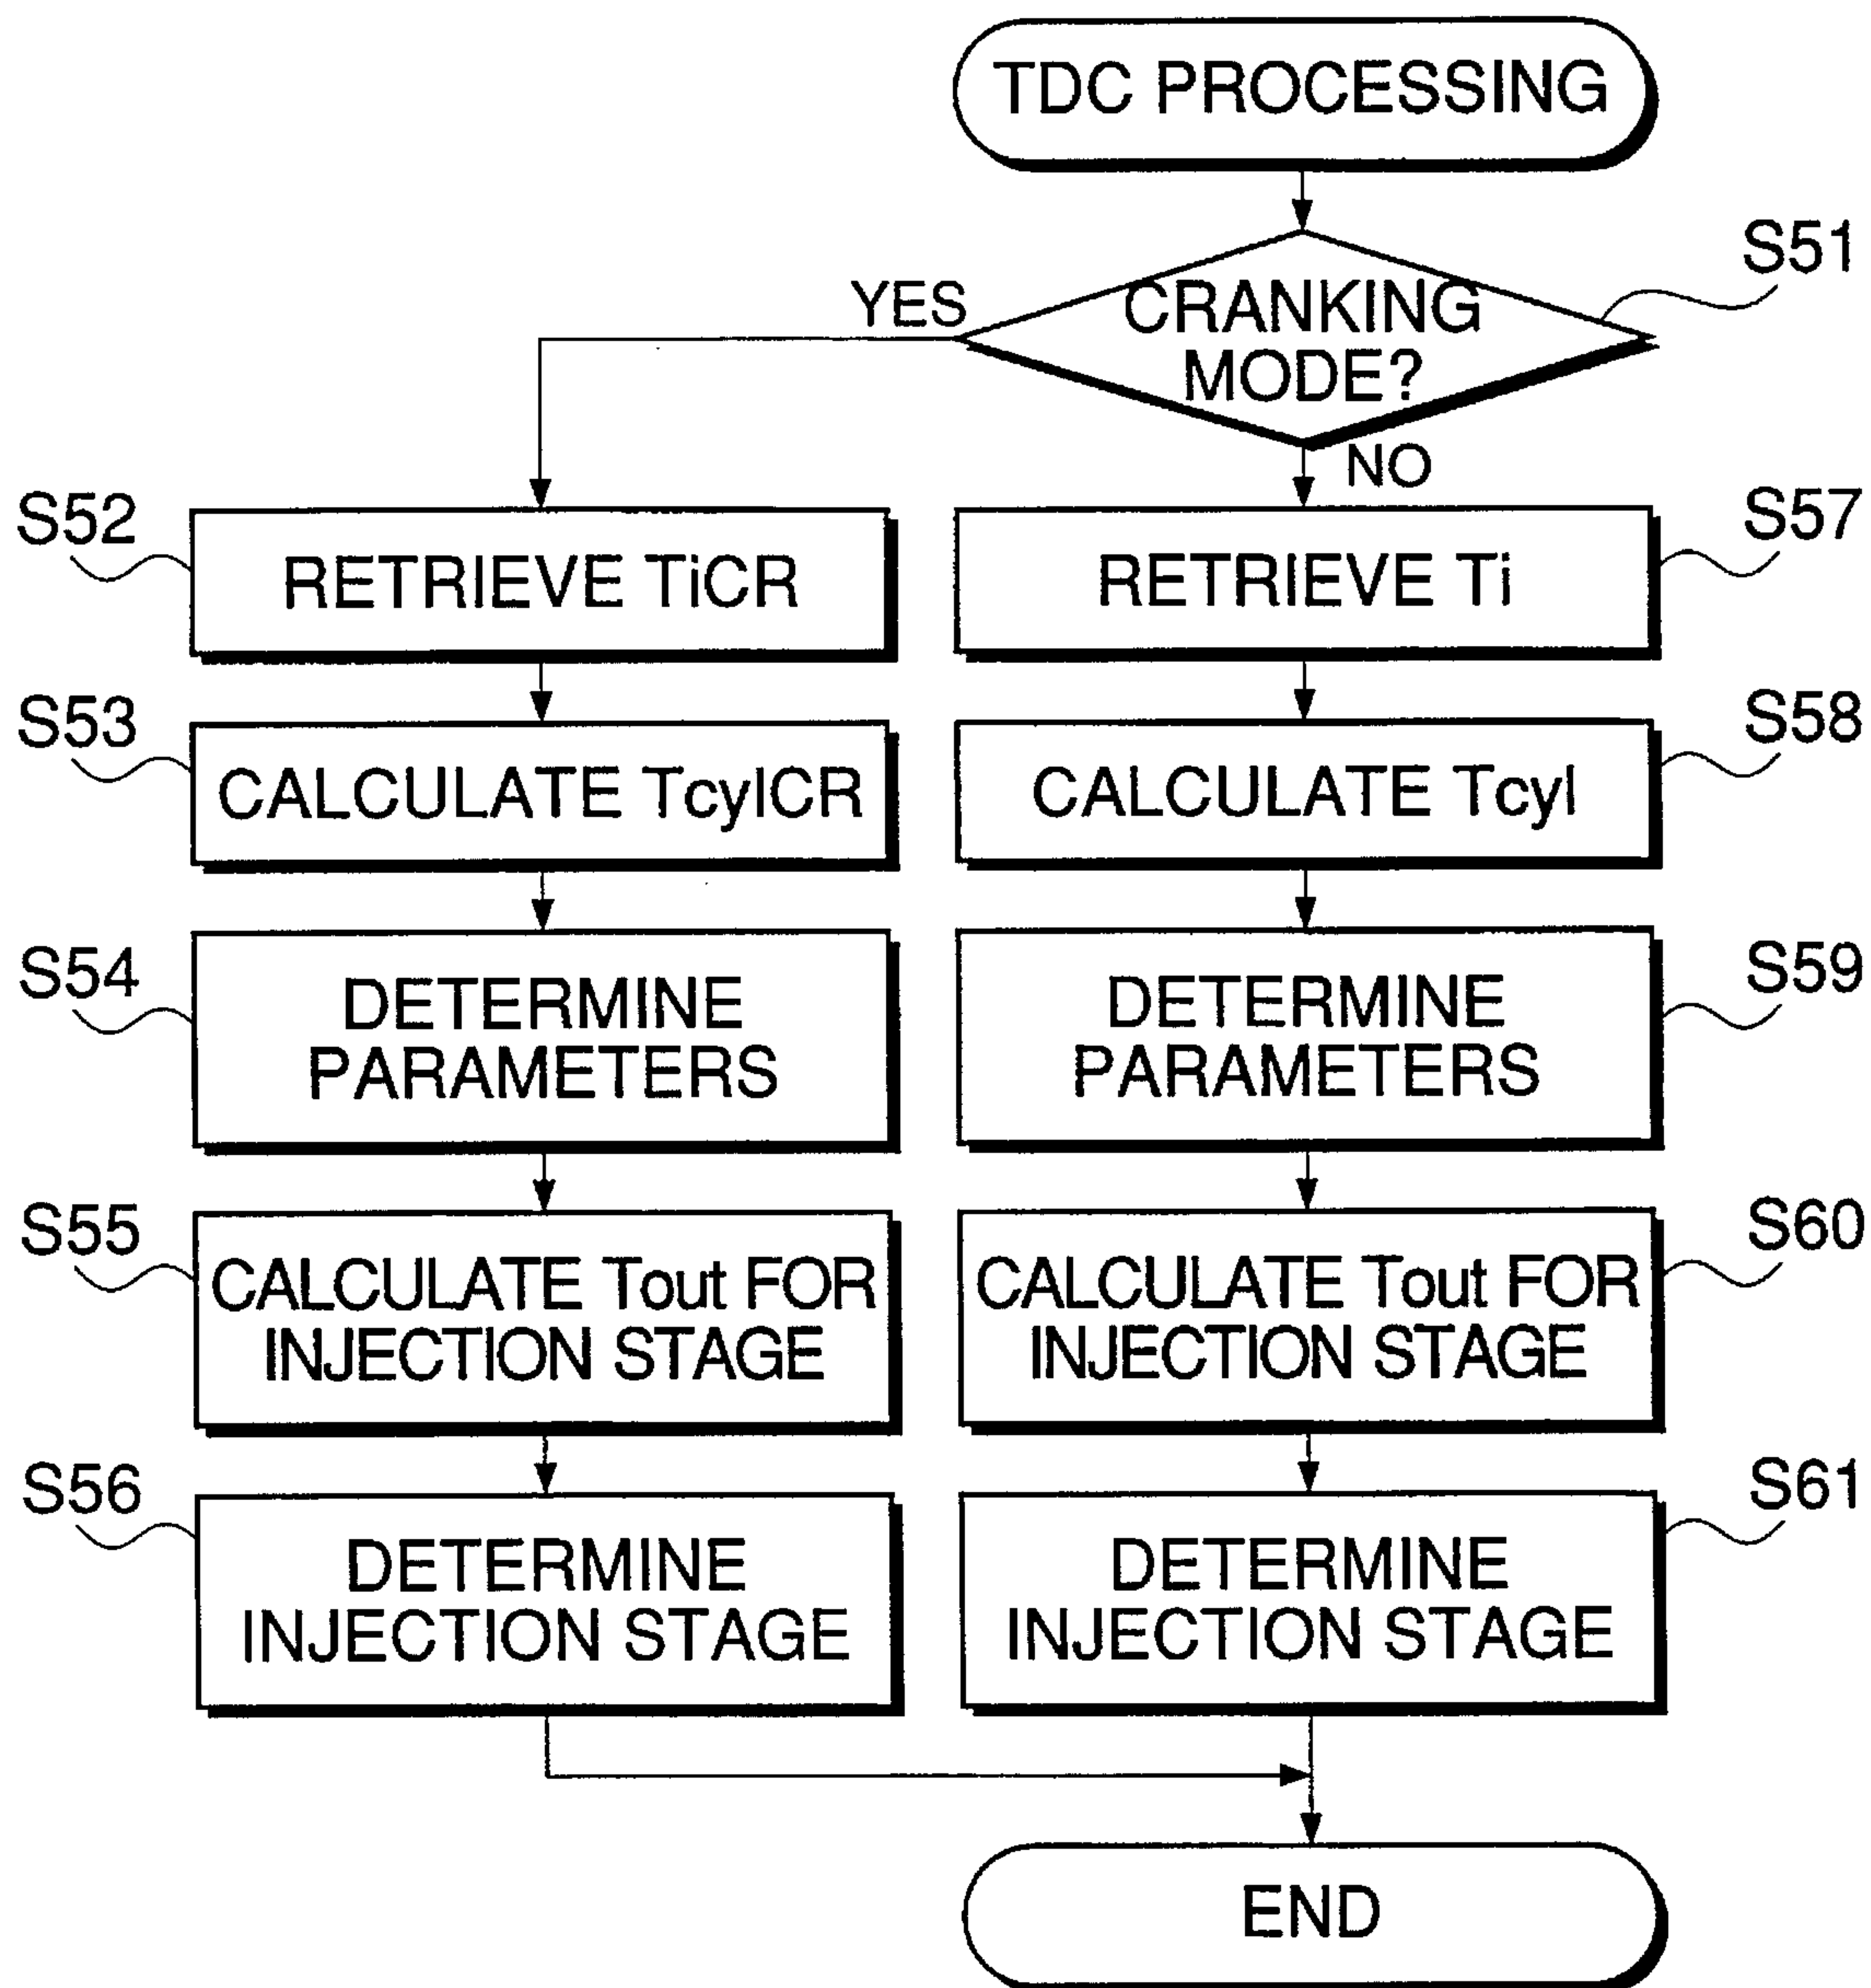 TDC PROCESSING
S51
CRANKING
MODE?
YES
NO
S52
RETRIEVE TiCR
S57
RETRIEVE Ti
S53
CALCULATE TcylCR
S58
CALCULATE Tcyl
S54
DETERMINE
PARAMETERS
S59
DETERMINE
PARAMETERS
S55
CALCULATE Tout FOR
INJECTION STAGE
S60
CALCULATE Tout FOR
INJECTION STAGE
S56
DETERMINE
INJECTION STAGE
S61
DETERMINE
INJECTION STAGE
END